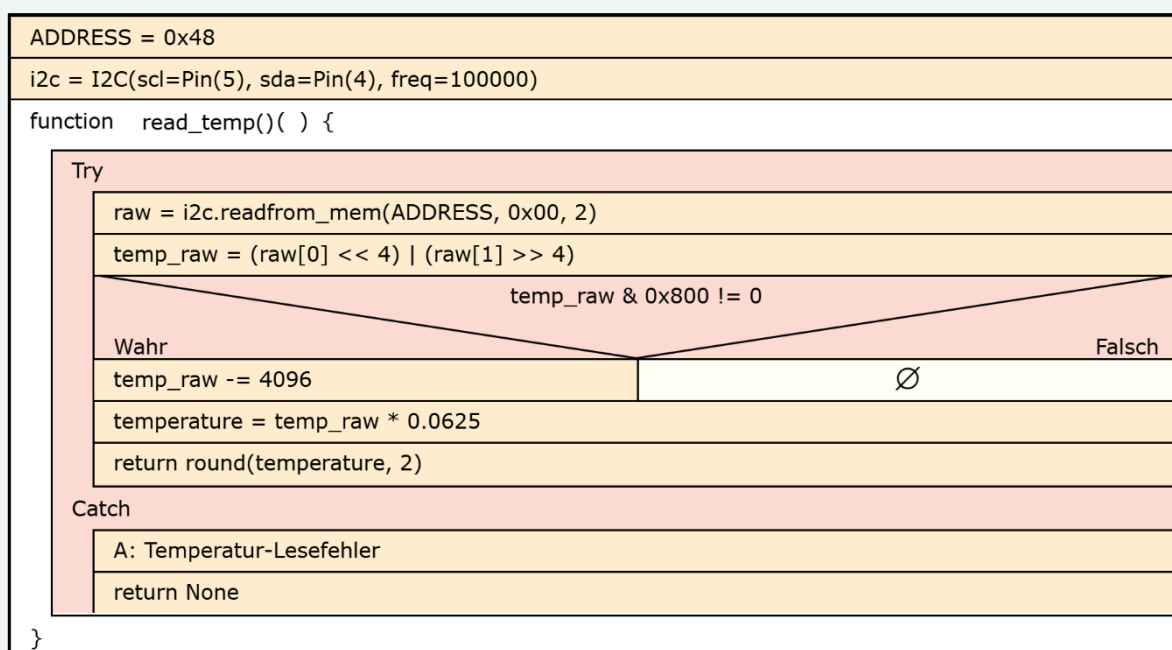 ADDRESS = 0x48
i2c = I2C(scl=Pin(5), sda=Pin(4), freq=100000)
function read_temp()( ) {
Try
raw = i2c.readfrom_mem(ADDRESS, 0x00, 2)
temp_raw = (raw[0] << 4) | (raw[1] >> 4)
temp_raw & 0x800 != 0
Wahr Falsch
temp_raw -= 4096 ∅
temperature = temp_raw * 0.0625
return round(temperature, 2)
Catch
A: Temperatur-Lesefehler
return None
}